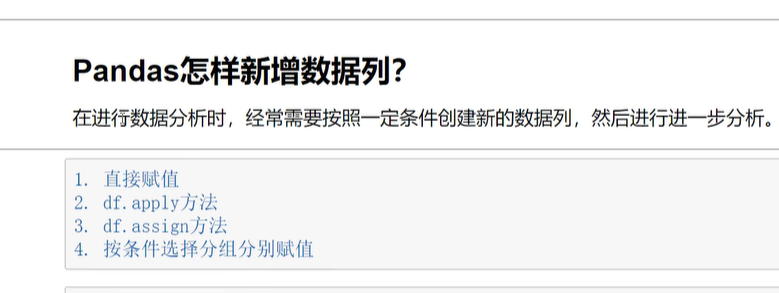 Pandas怎样新增数据列？
在进行数据分析时，经常需要按照一定条件创建新的数据列，然后进行进一步分析。
1. 直接赋值
2. df.apply方法
3. df.assign方法
4. 按条件选择分组分别赋值